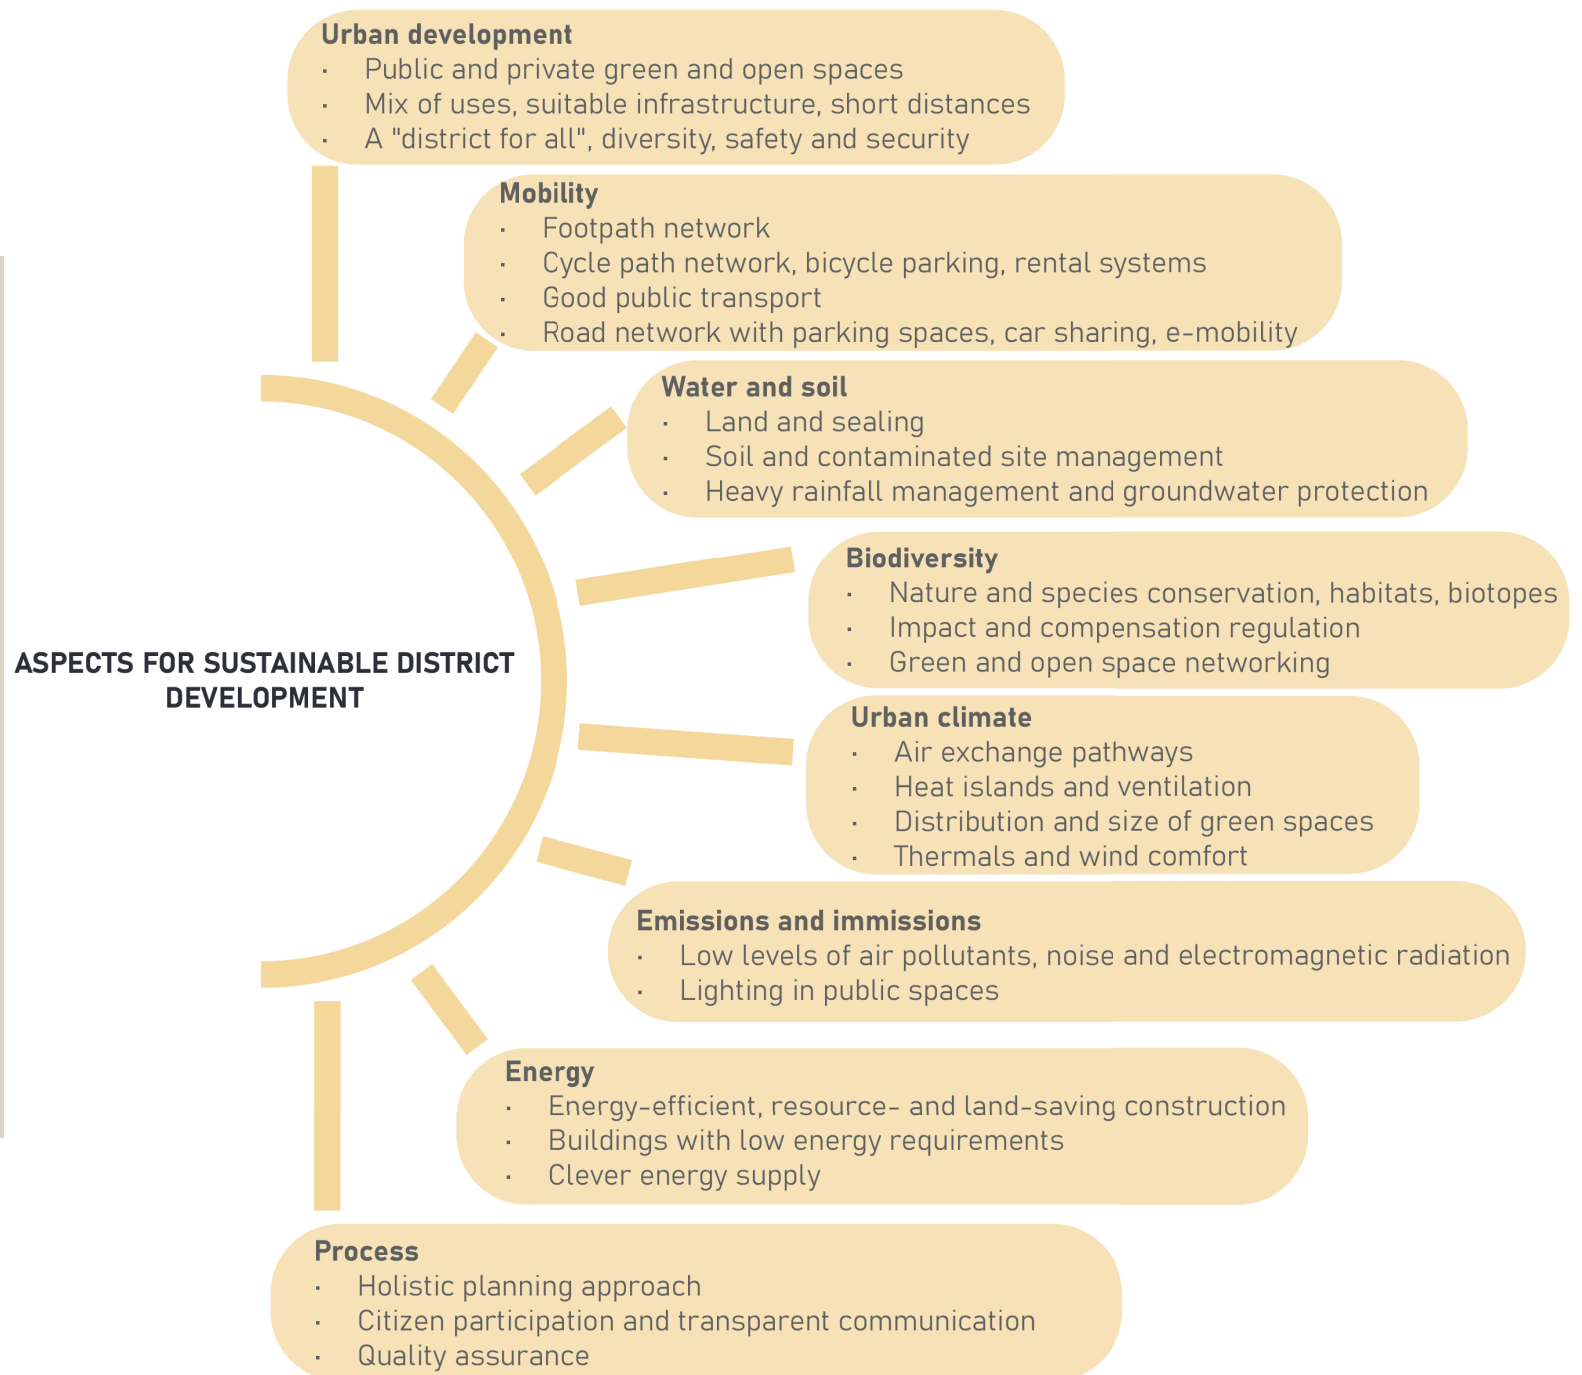 Urban development
· Public and private green and open spaces
· Mix of uses, suitable infrastructure, short distances
· A "district for all", diversity, safety and security
Mobility
· Footpath network
· Cycle path network, bicycle parking, rental systems
· Good public transport
· Road network with parking spaces, car sharing, e-mobility
Water and soil
· Land and sealing
· Soil and contaminated site management
· Heavy rainfall management and groundwater protection
Biodiversity
· Nature and species conservation, habitats, biotopes
· Impact and compensation regulation
· Green and open space networking
ASPECTS FOR SUSTAINABLE DISTRICT
DEVELOPMENT
Urban climate
· Air exchange pathways
· Heat islands and ventilation
· Distribution and size of green spaces
· Thermals and wind comfort
Emissions and immissions
· Low levels of air pollutants, noise and electromagnetic radiation
· Lighting in public spaces
Energy
· Energy-efficient, resource- and land-saving construction
· Buildings with low energy requirements
· Clever energy supply
Process
· Holistic planning approach
· Citizen participation and transparent communication
· Quality assurance